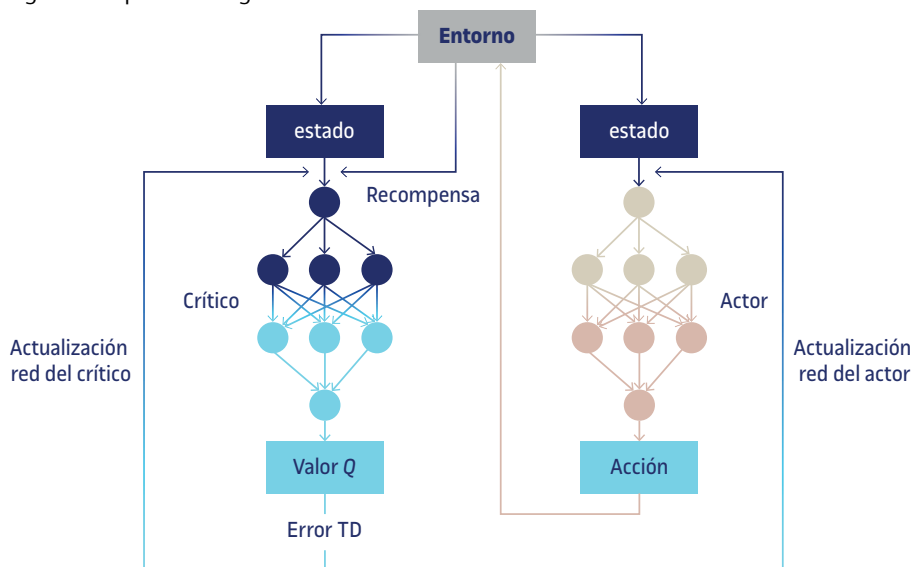 Entorno
estado
estado
Recompensa
Crítico
Actor
Actualización
red del crítico
Actualización
red del actor
Valor Q
Acción
Error TD